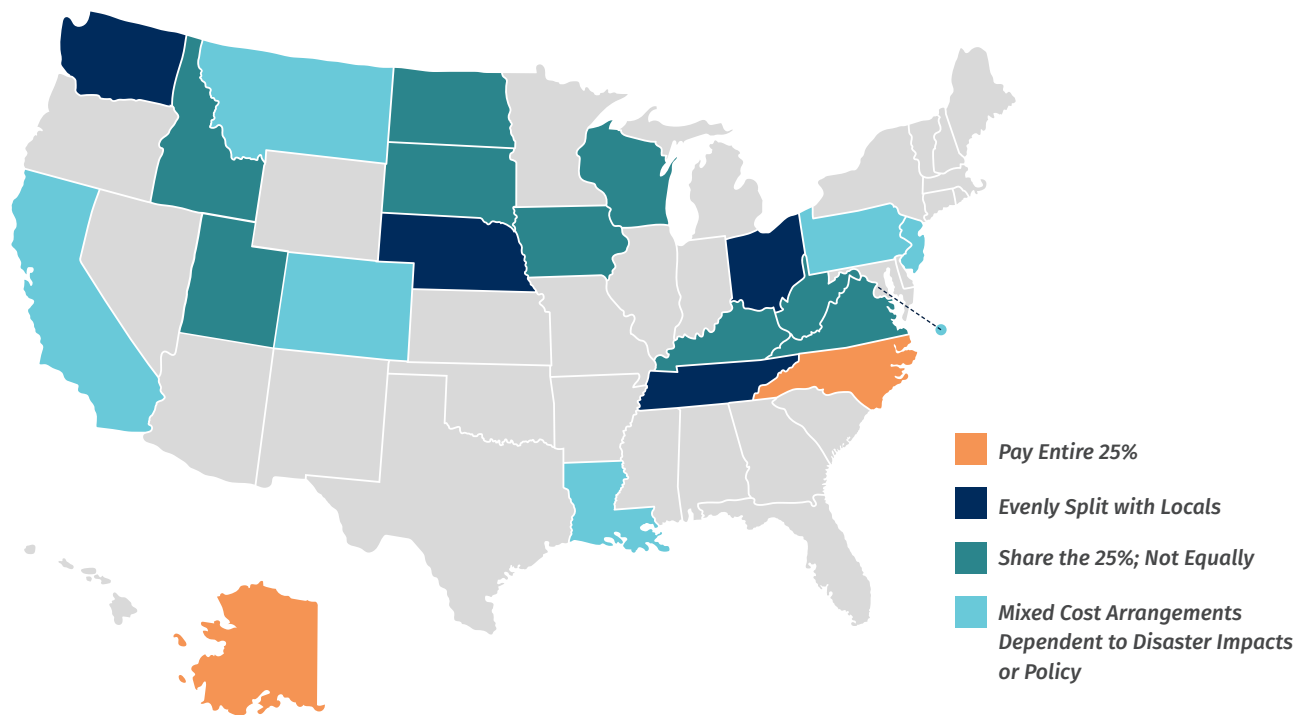 Pay Entire 25%
Evenly Split with Locals
Share the 25%; Not Equally
Mixed Cost Arrangements
Dependent to Disaster Impacts
or Policy